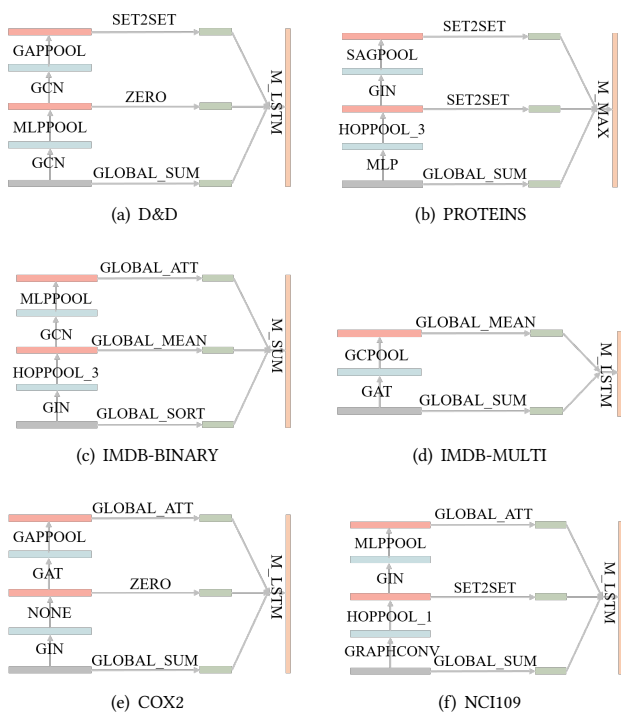 SET2SET
GAPPOOL
GCN
ZERO
MLPPOOL
GCN
GLOBAL_SUM
M_LSTM
(a) D&D
SET2SET
SAGPOOL
GIN
SET2SET
HOPPOOL_3
MLP
GLOBAL_SUM
M_MAX
(b) PROTEINS
GLOBAL_ATT
MLPPOOL
GCN
GLOBAL_MEAN
HOPPOOL_3
GIN
GLOBAL_SORT
M_SUM
(c) IMDB-BINARY
GLOBAL_MEAN
GCPOOL
GAT
GLOBAL_SUM
M_LSTM
(d) IMDB-MULTI
GLOBAL_ATT
GAPPOOL
GAT
ZERO
NONE
GIN
GLOBAL_SUM
M_LSTM
(e) COX2
GLOBAL_ATT
MLPPOOL
GIN
SET2SET
HOPPOOL_1
GRAPHCONV
GLOBAL_SUM
M_LSTM
(f) NCI109